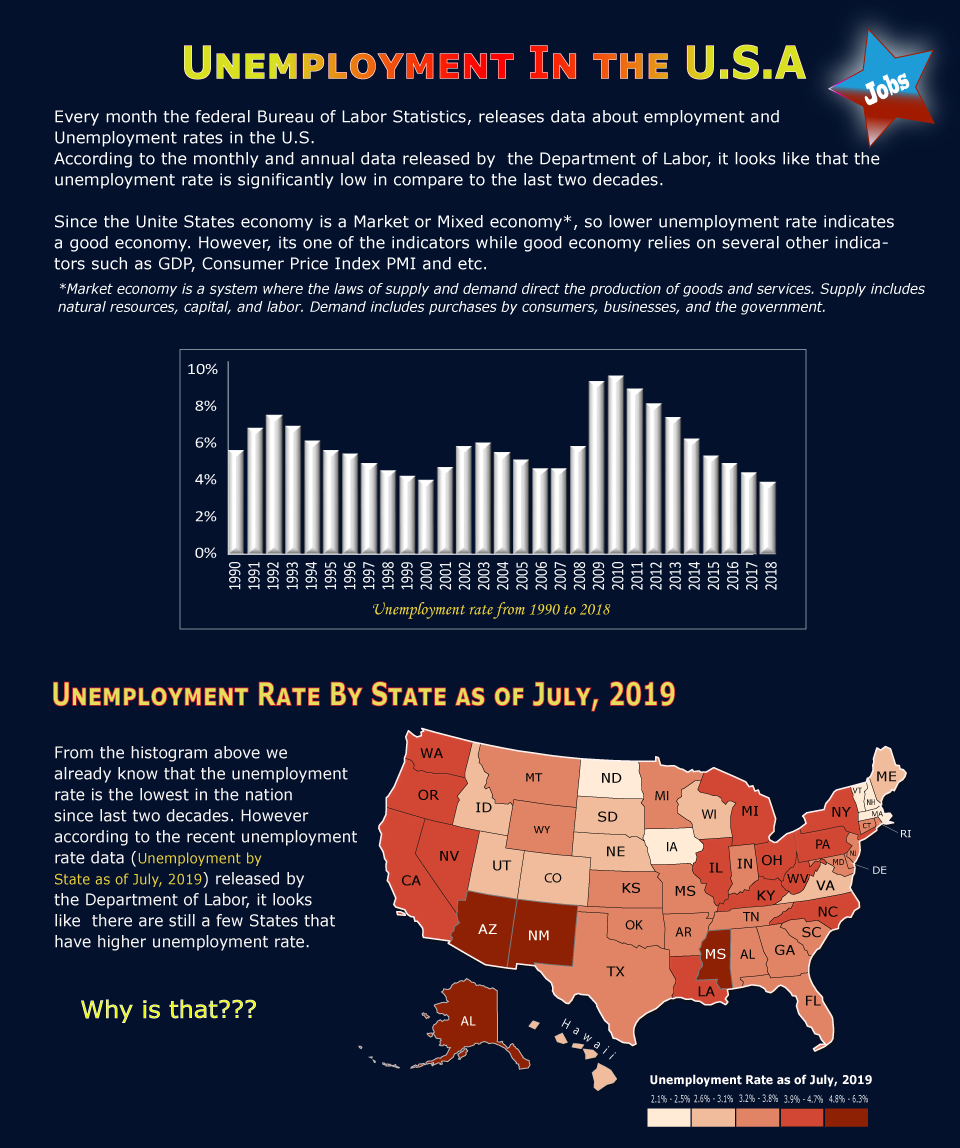 UNEMPLOYMENT IN THE U.S.A
Jobs
Every month the federal Bureau of Labor Statistics, releases data about employment and
Unemployment rates in the U.S.
According to the monthly and annual data released by the Department of Labor, it looks like that the
unemployment rate is significantly low in compare to the last two decades.
Since the Unite States economy is a Market or Mixed economy*, so lower unemployment rate indicates
a good economy. However, its one of the indicators while good economy relies on several other indica-
tors such as GDP, Consumer Price Index PMI and etc.
*Market economy is a system where the laws of supply and demand direct the production of goods and services. Supply includes
natural resources, capital, and labor. Demand includes purchases by consumers, businesses, and the government.
10%
8%
6%
4%
2%
0%
1990 1991 1992 1993 1994 1995 1996 1997 1998 1999 2000 2001 2002 2003 2004 2005 2006 2007 2008 2009 2010 2011 2012 2013 2014 2015 2016 2017 2018
Unemployment rate from 1990 to 2018
UNEMPLOYMENT RATE BY STATE AS OF JULY, 2019
From the histogram above we
already know that the unemployment
rate is the lowest in the nation
since last two decades. However
according to the recent unemployment
rate data (Unemployment by
State as of July, 2019) released by
the Department of Labor, it looks
like there are still a few States that
have higher unemployment rate.
Why is that???
WA
OR
CA
NV
ID
MT
WY
UT
CO
AZ
NM
ND
SD
NE
KS
OK
TX
MI
IA
MS
AR
LA
WI
IL
MI
IN
OH
KY
TN
MS
AL
GA
FL
SC
NC
VA
WV
PA
NY
MD
NJ
DE
CT
RI
MA
VT
NH
ME
AL
Hawaii
Unemployment Rate as of July, 2019
2.1% - 2.5% 2.6% - 3.1% 3.2% - 3.8% 3.9% - 4.7% 4.8% - 6.3%